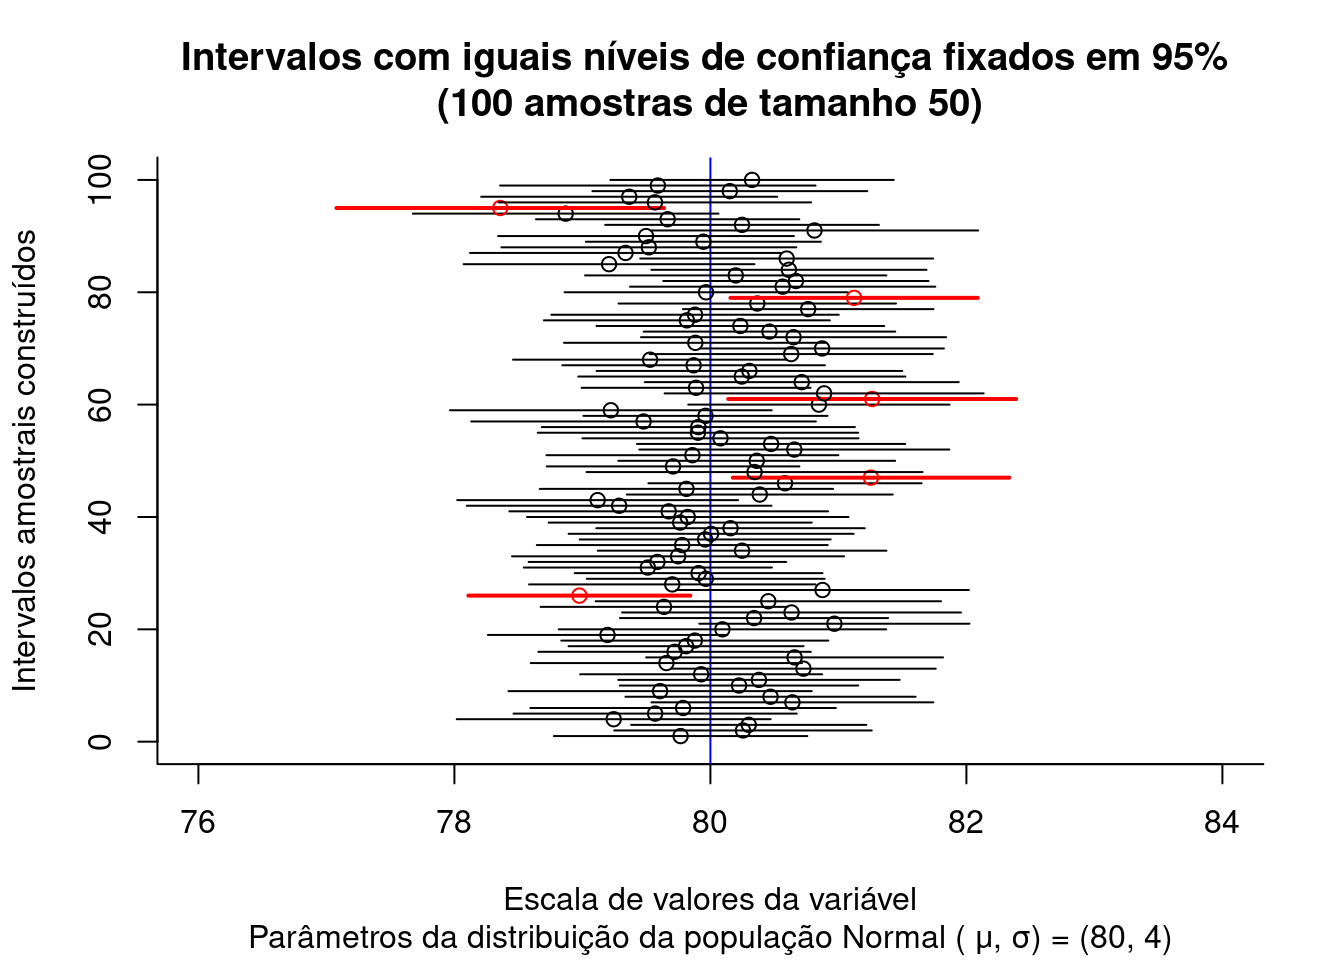 Intervalos com iguais níveis de confiança fixados em 95%
(100 amostras de tamanho 50)
Intervalos amostrais construídos
100
80
60
40
20
0
76 78 80 82 84
Escala de valores da variável
Parâmetros da distribuição da população Normal ( μ, σ) = (80, 4)